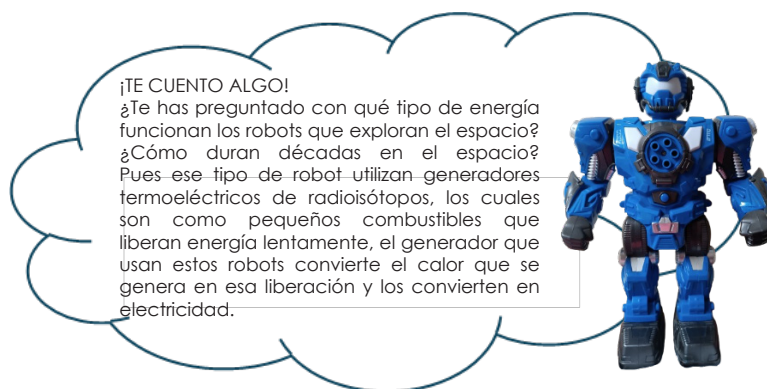 ¡TE CUENTO ALGO!
¿Te has preguntado con qué tipo de energía
funcionan los robots que exploran el espacio?
¿Cómo duran décadas en el espacio?
Pues ese tipo de robot utilizan generadores
termoeléctricos de radioisótopos, los cuales
son como pequeños combustibles que
liberan energía lentamente, el generador que
usan estos robots convierte el calor que se
genera en esa liberación y los convierten en
electricidad.